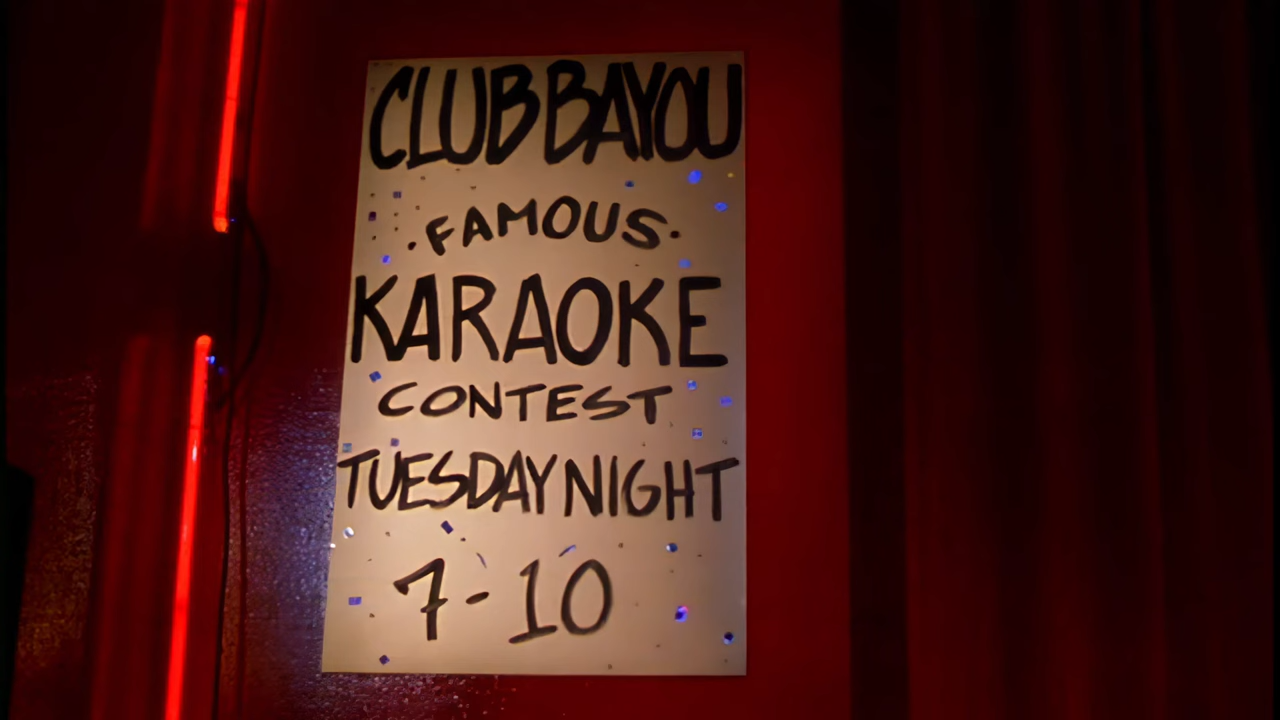 CLUB BAYOU
·FAMOUS·
KARAOKE
CONTEST
TUESDAY NIGHT
7-10